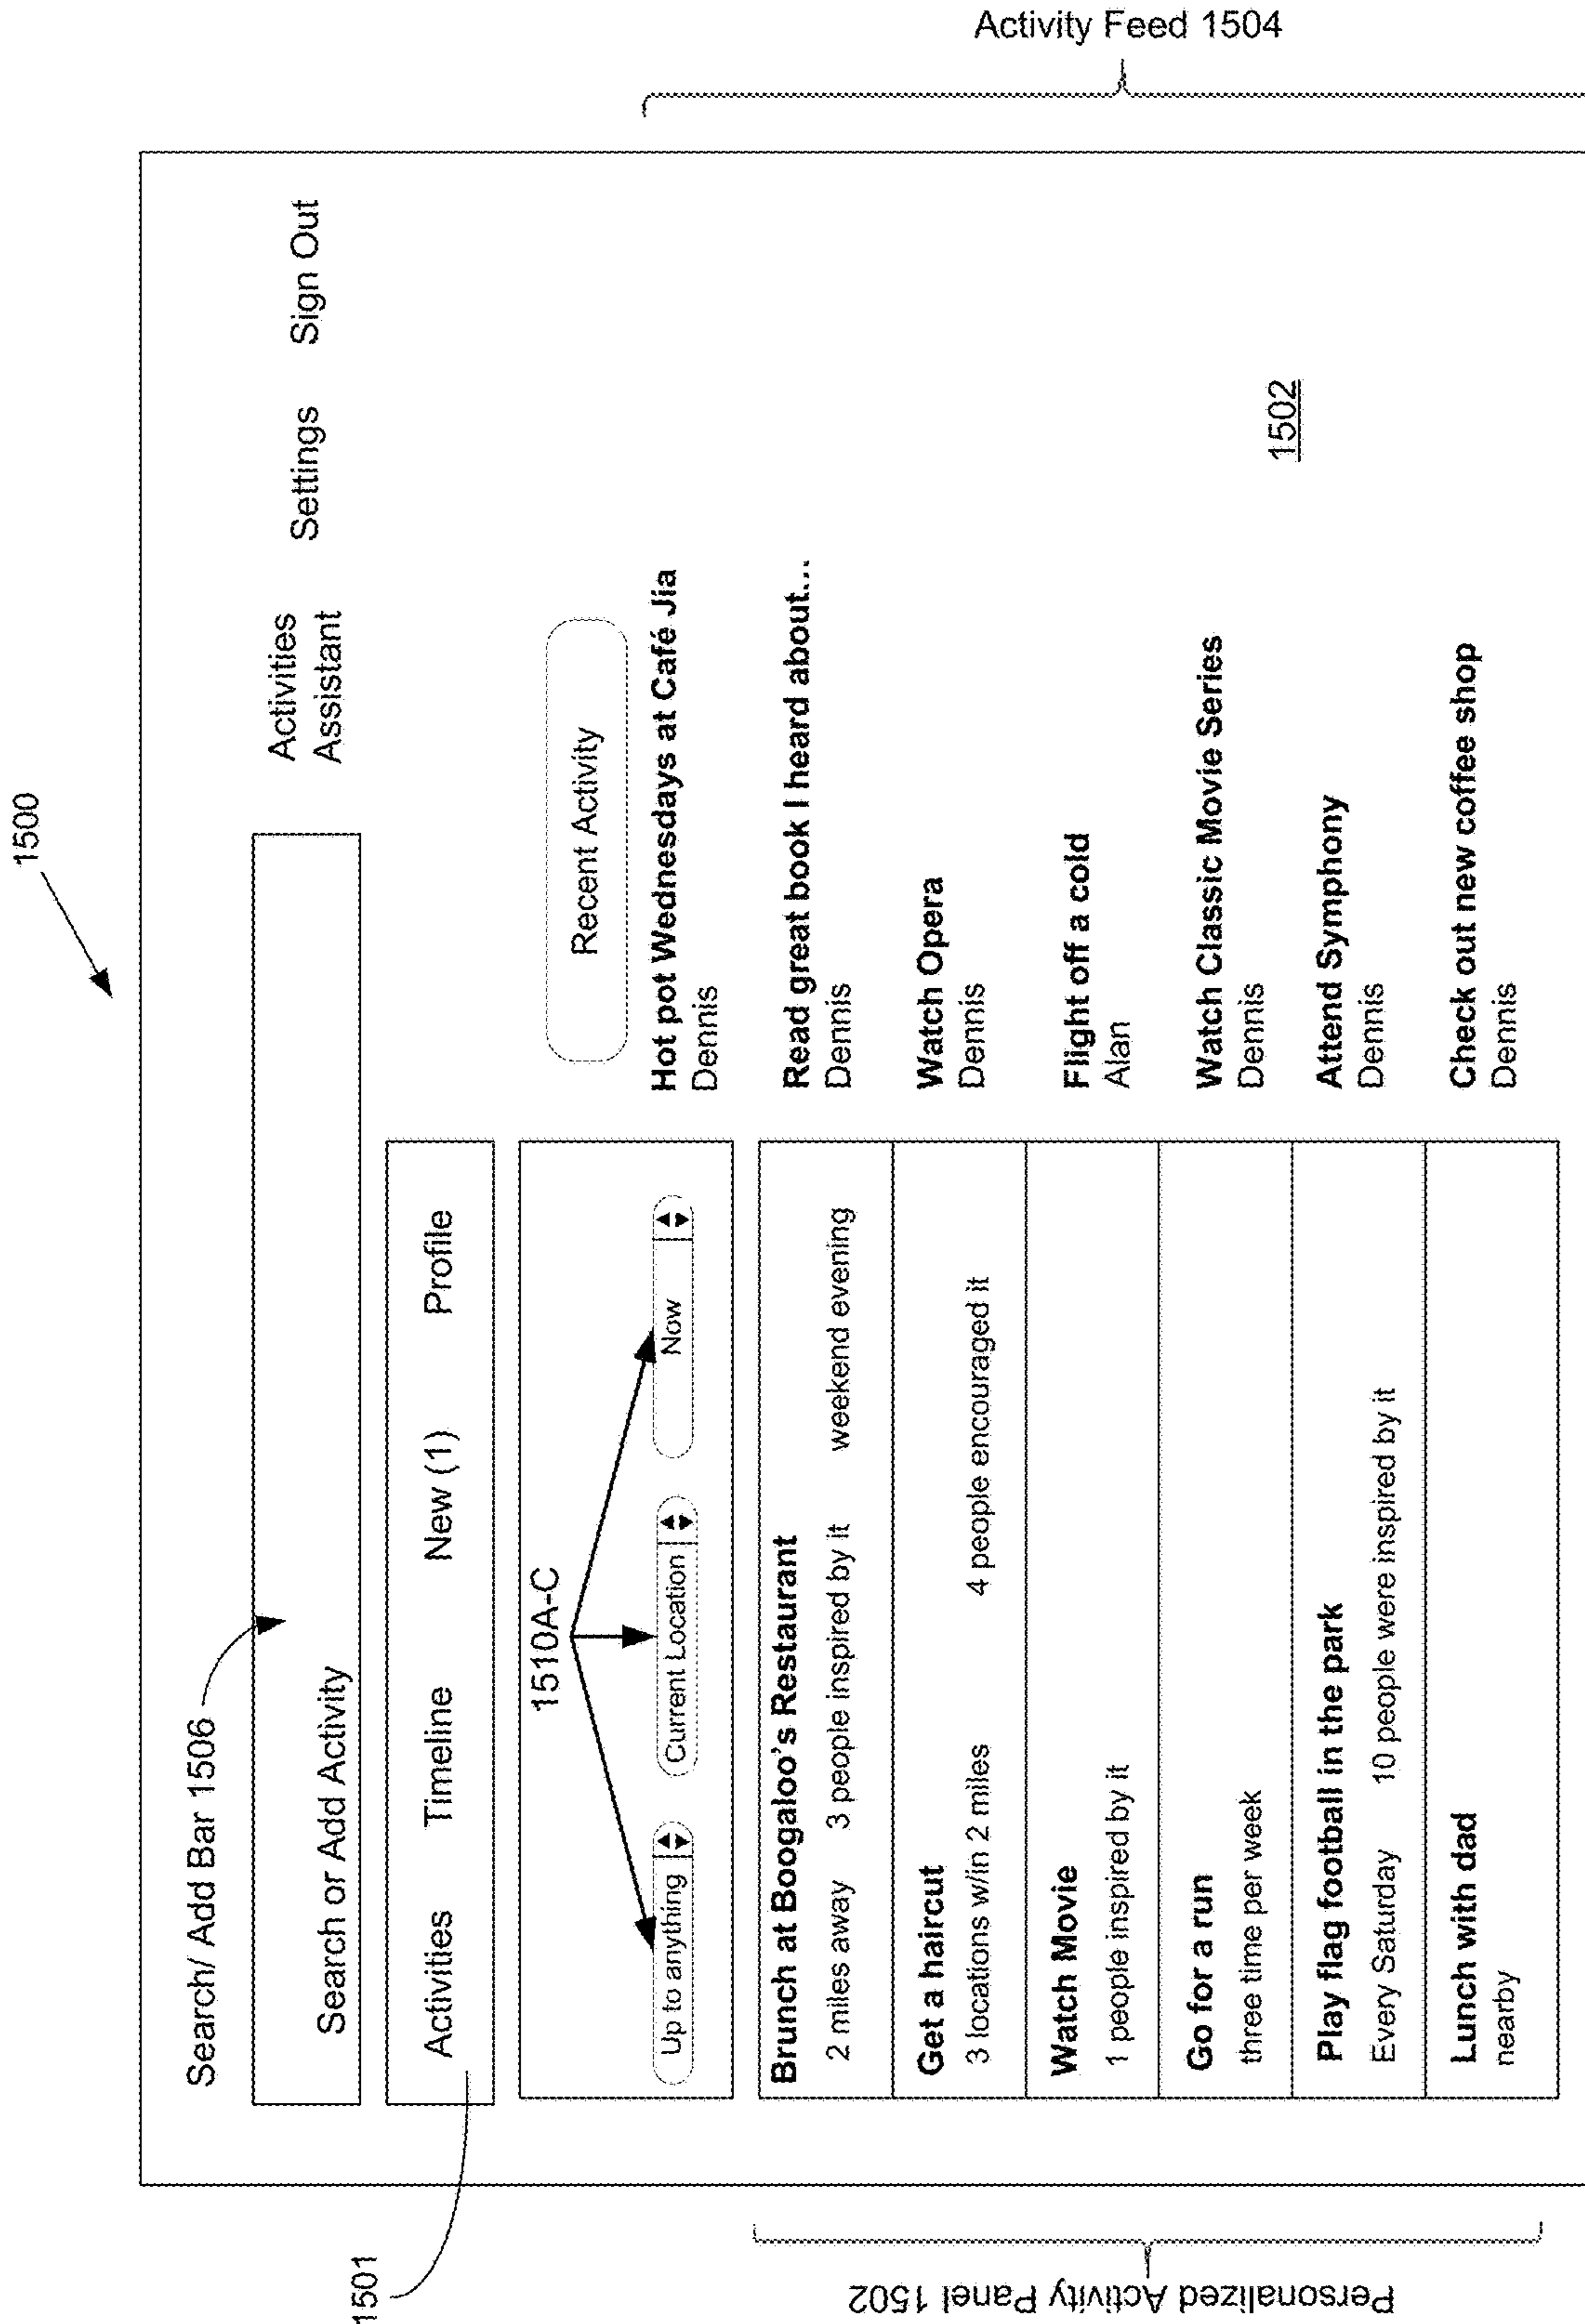 1500
Search/ Add Bar 1506
Search or Add Activity
Activities
Assistant
Settings
Sign Out
1501
Activities
Timeline
New (1)
Profile
1510A-C
Up to anything
Current Location
Now
Recent Activity
Personalized Activity Panel 1502
Brunch at Boogaloo's Restaurant
2 miles away 3 people inspired by it weekend evening
Get a haircut
3 locations w/in 2 miles 4 people encouraged it
Watch Movie
1 people inspired by it
Go for a run
three time per week
Play flag football in the park
Every Saturday 10 people were inspired by it
Lunch with dad
nearby
Hot pot Wednesdays at Café Jia
Dennis
Read great book I heard about...
Dennis
Watch Opera
Dennis
Flight off a cold
Alan
Watch Classic Movie Series
Dennis
Attend Symphony
Dennis
Check out new coffee shop
Dennis
1502
Activity Feed 1504